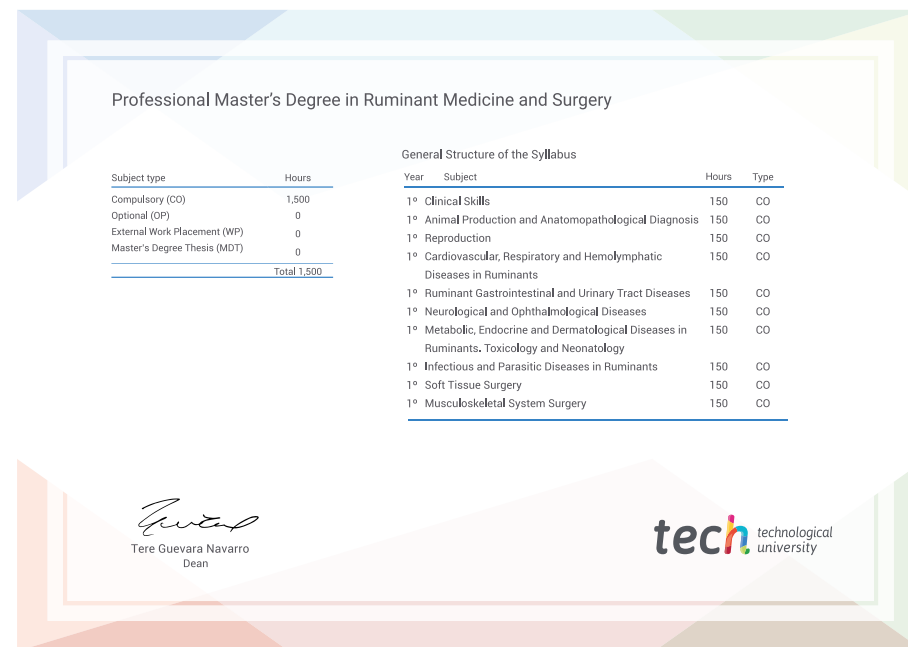 Professional Master's Degree in Ruminant Medicine and Surgery
Subject type Hours
Compulsory (CO) 1,500
Optional (OP) 0
External Work Placement (WP) 0
Master's Degree Thesis (MDT) 0
Total 1,500
General Structure of the Syllabus
Year Subject Hours Type
1º Clinical Skills 150 CO
1º Animal Production and Anatomopathological Diagnosis 150 CO
1º Reproduction 150 CO
1º Cardiovascular, Respiratory and Hemolymphatic 150 CO
Diseases in Ruminants
1º Ruminant Gastrointestinal and Urinary Tract Diseases 150 CO
1º Neurological and Ophthalmological Diseases 150 CO
1º Metabolic, Endocrine and Dermatological Diseases in 150 CO
Ruminants. Toxicology and Neonatology
1º Infectious and Parasitic Diseases in Ruminants 150 CO
1º Soft Tissue Surgery 150 CO
1º Musculoskeletal System Surgery 150 CO
Tere Guevara Navarro
Dean
tech technological
university